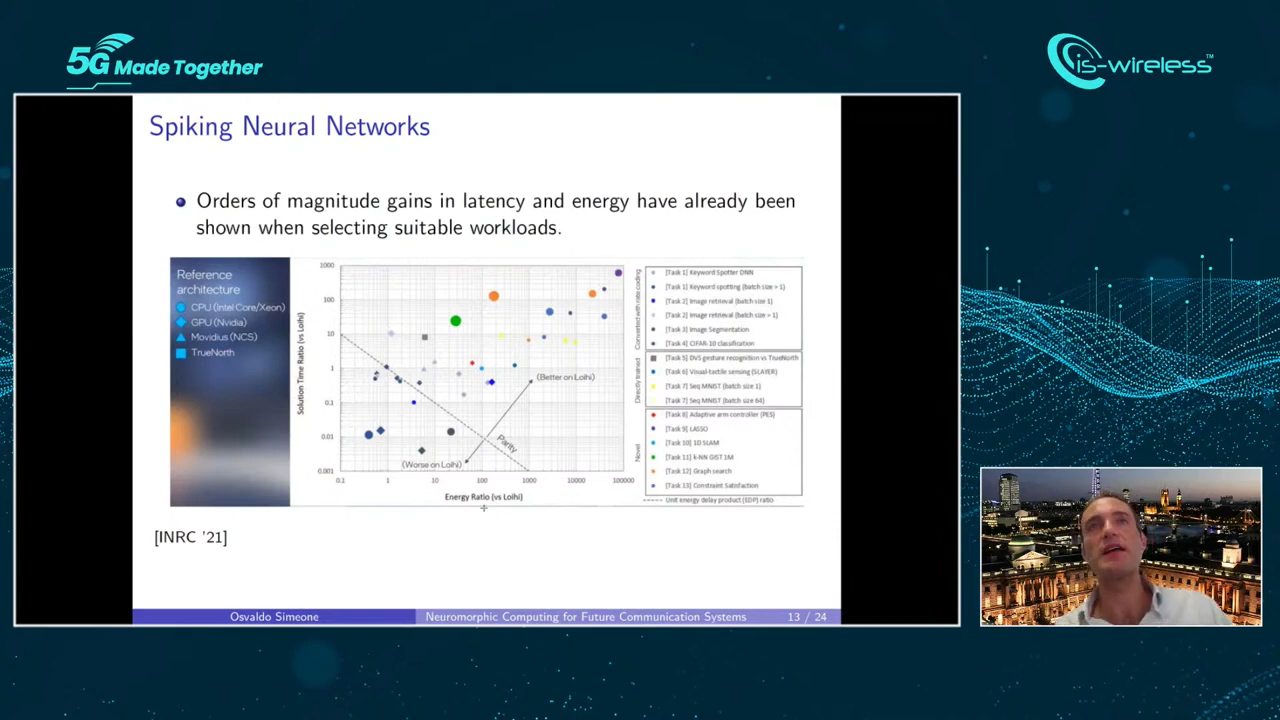 5G Made Together
is-wireless™
Spiking Neural Networks
Orders of magnitude gains in latency and energy have already been
shown when selecting suitable workloads.
Reference
architecture
CPU (Intel Core/Xeon)
GPU (Nvidia)
Movidius (NCS)
TrueNorth
Solution Time Ratio (vs Loihi)
1000
100
10
1
0.1
0.01
0.001
0.1
1
10
100
1000
10000
100000
Energy Ratio (vs Loihi)
(Better on Loihi)
Parity
(Worse on Loihi)
Converted with rate coding
[Task 1] Keyword Spotter DNN
[Task 1] Keyword spotting (batch size > 1)
[Task 2] Image retrieval (batch size 1)
[Task 2] Image retrieval (batch size > 1)
[Task 3] Image Segmentation
[Task 4] CIFAR-10 classification
Directly trained
[Task 5] DVS gesture recognition vs TrueNorth
[Task 6] Visual-tactile sensing (SLAYER)
[Task 7] Seq MNIST (batch size 1)
[Task 7] Seq MNIST (batch size 64)
Novel
[Task 8] Adaptive arm controller (PES)
[Task 9] LASSO
[Task 10] 1D SLAM
[Task 11] k-NN GIST 1M
[Task 12] Graph search
[Task 13] Constraint Satisfaction
Unit energy delay product (EDP) ratio
[INRC '21]
Osvaldo Simeone
Neuromorphic Computing for Future Communication Systems
13 / 24